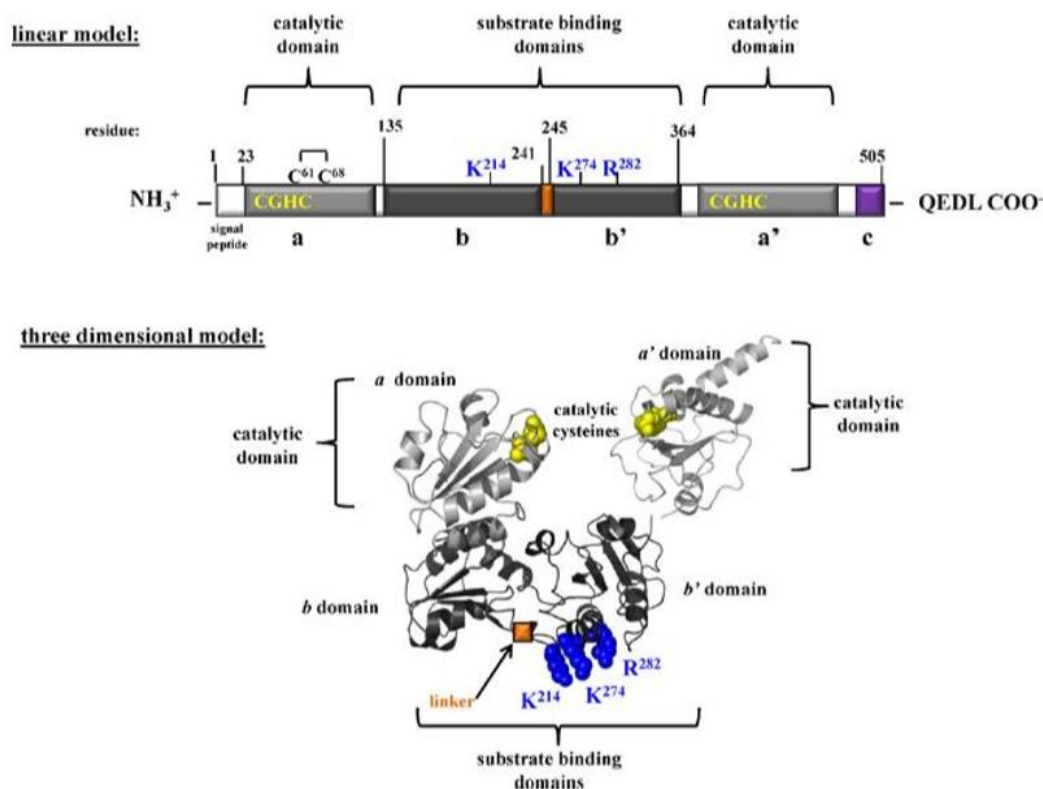 linear model:
catalytic
domain
substrate binding
domains
catalytic
domain
residue:
1
23
C⁶¹ C⁶⁸
135
K²¹⁴
241
245
K²⁷⁴ R²⁸²
364
505
NH₃⁺
CGHC
CGHC
QEDL COO⁻
signal
peptide
a
b
b'
a'
c
three dimensional model:
a domain
a' domain
catalytic
domain
catalytic
cysteines
catalytic
domain
b domain
b' domain
linker
K²¹⁴
K²⁷⁴
R²⁸²
substrate binding
domains